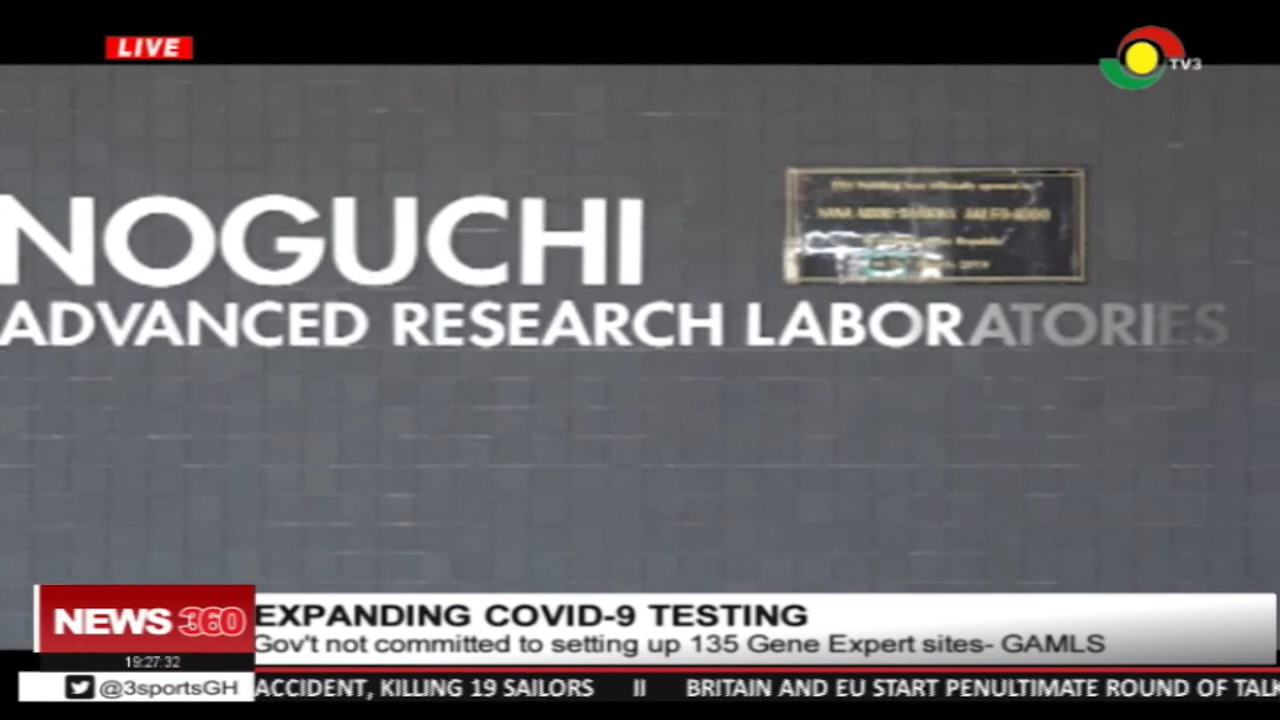 LIVE
TV3
NOGUCHI
ADVANCED RESEARCH LABORATORIES
NEWS 360
EXPANDING COVID-9 TESTING
Gov't not committed to setting up 135 Gene Expert sites- GAMLS
19:27:32
@3sportsGH
ACCIDENT, KILLING 19 SAILORS II BRITAIN AND EU START PENULTIMATE ROUND OF TALK